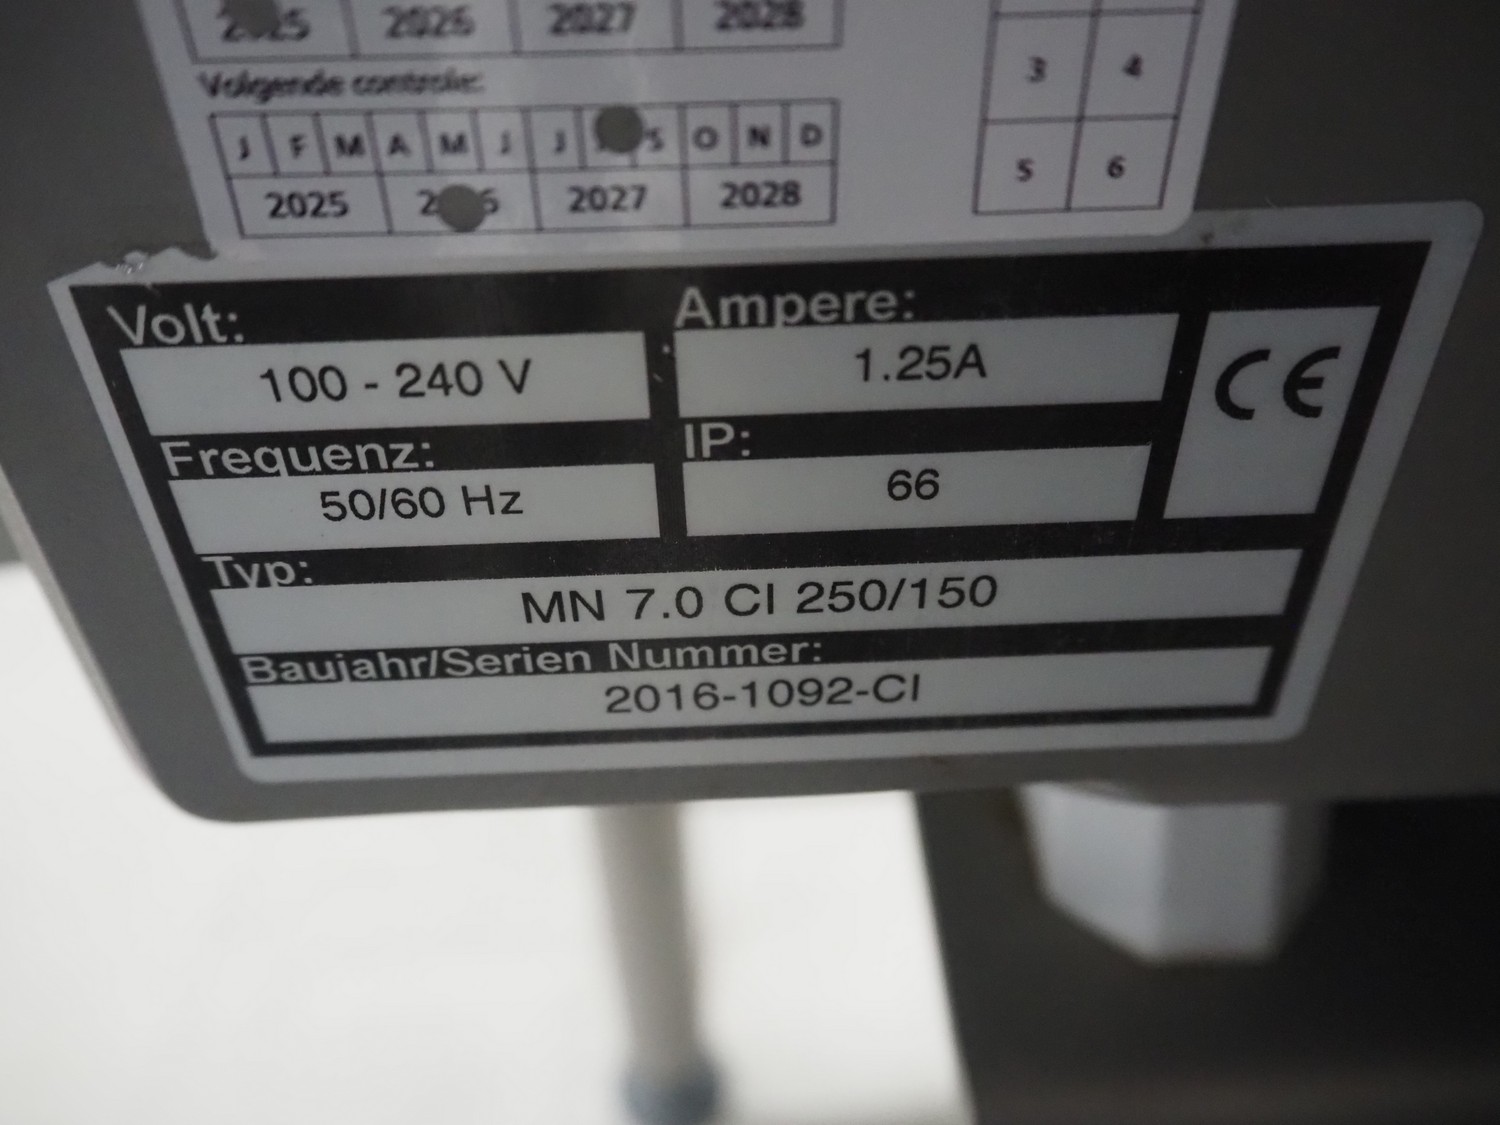 2025 2026 2027 2028
Volgende controle:
J F M A M J J S O N D
2025 2027 2028
3 4
5 6
Volt: Ampere:
100 - 240 V 1.25A
CE
Frequenz: IP:
50/60 Hz 66
Typ:
MN 7.0 CI 250/150
Baujahr/Serien Nummer:
2016-1092-CI